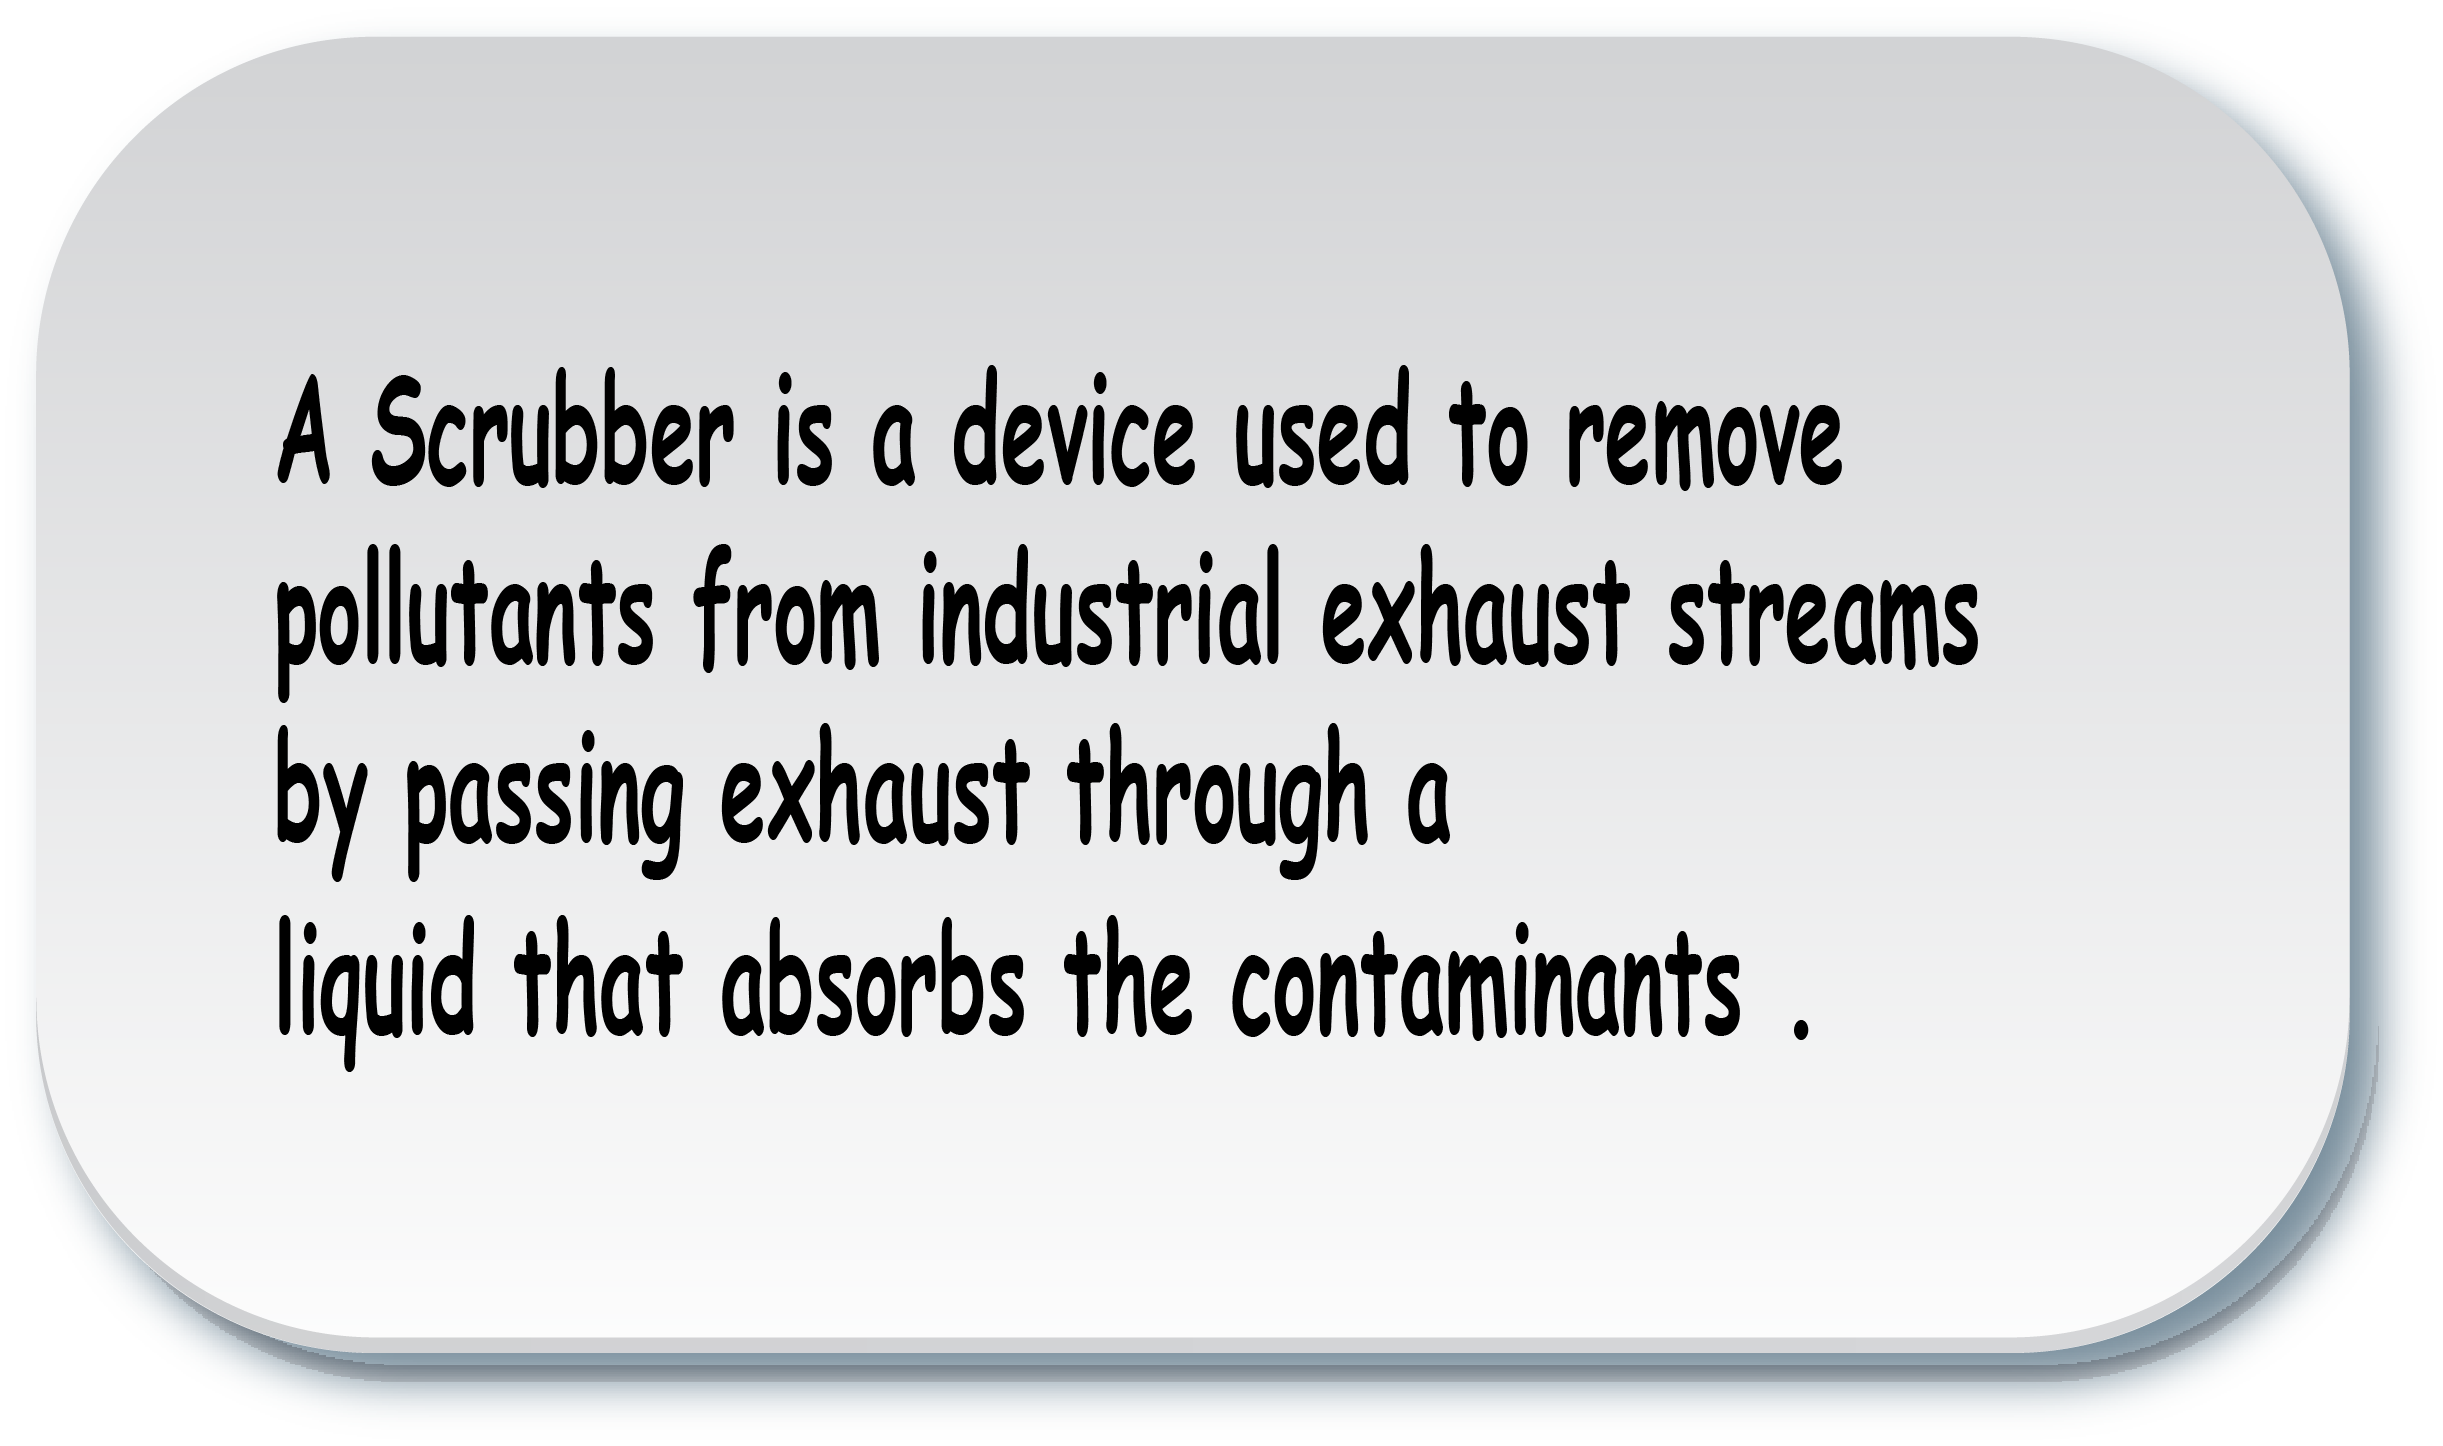 A Scrubber is a device used to remove
pollutants from industrial exhaust streams
by passing exhaust through a
liquid that absorbs the contaminants .